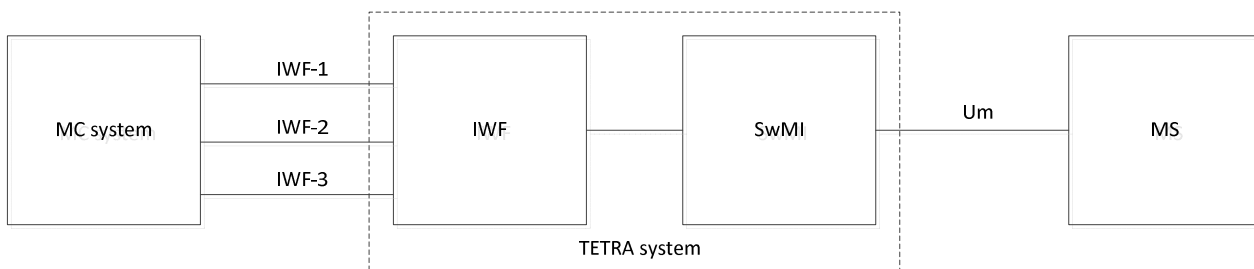 IWF-1
MC system
IWF-2
IWF-3
IWF
SwMI
Um
MS
TETRA system